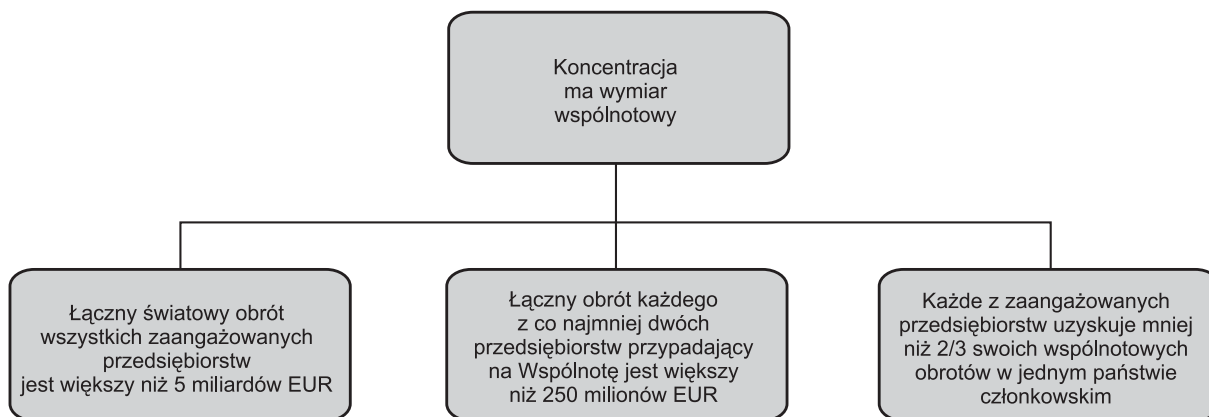 Koncentracja
ma wymiar
wspólnotowy
Łączny światowy obrót
wszystkich zaangażowanych
przedsiębiorstw
jest większy niż 5 miliardów EUR
Łączny obrót każdego
z co najmniej dwóch
przedsiębiorstw przypadający
na Wspólnotę jest większy
niż 250 milionów EUR
Każde z zaangażowanych
przedsiębiorstw uzyskuje mniej
niż 2/3 swoich wspólnotowych
obrotów w jednym państwie
członkowskim